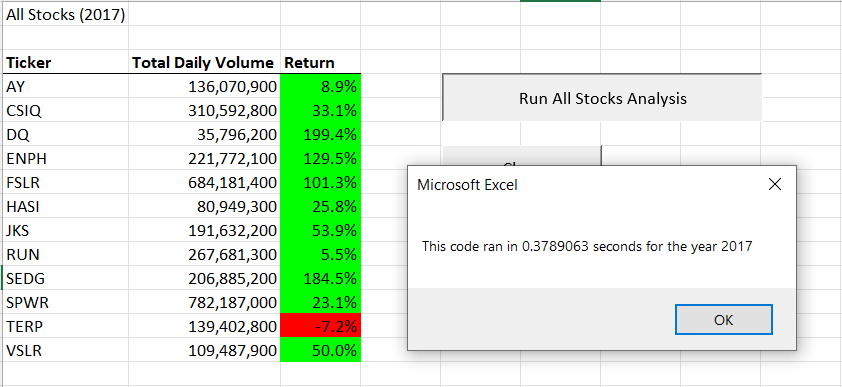 All Stocks (2017)
Ticker Total Daily Volume Return
AY 136,070,900 8.9%
CSIQ 310,592,800 33.1%
DQ 35,796,200 199.4%
ENPH 221,772,100 129.5%
FSLR 684,181,400 101.3%
HASI 80,949,300 25.8%
JKS 191,632,200 53.9%
RUN 267,681,300 5.5%
SEDG 206,885,200 184.5%
SPWR 782,187,000 23.1%
TERP 139,402,800 -7.2%
VSLR 109,487,900 50.0%
Run All Stocks Analysis
Microsoft Excel
This code ran in 0.3789063 seconds for the year 2017
OK